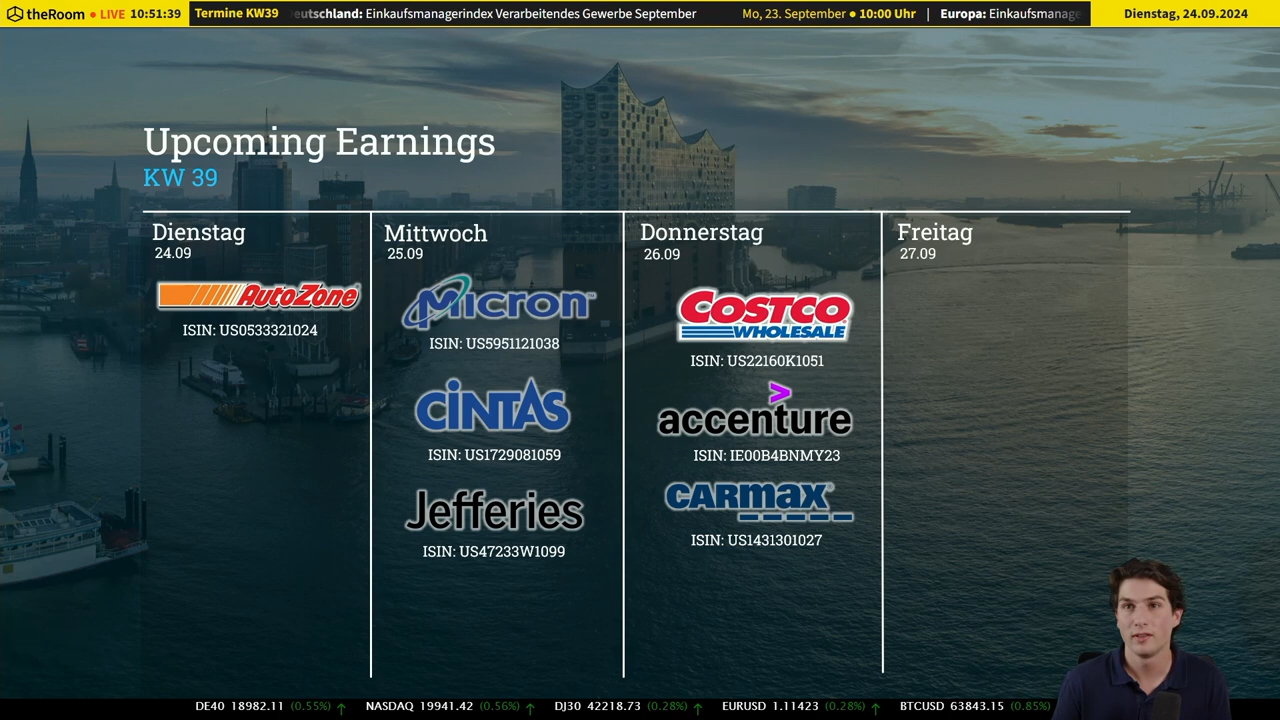 theRoom ● LIVE 10:51:39
Termine KW39
eutschland: Einkaufsmanagerindex Verarbeitendes Gewerbe September
Mo, 23. September ● 10:00 Uhr | Europa: Einkaufsmanage
Dienstag, 24.09.2024
Upcoming Earnings
KW 39
Dienstag
24.09
AutoZone
ISIN: US0533321024
Mittwoch
25.09
Micron™
ISIN: US5951121038
CINTAS
ISIN: US1729081059
Jefferies
ISIN: US47233W1099
Donnerstag
26.09
COSTCO
WHOLESALE
ISIN: US22160K1051
accenture
ISIN: IE00B4BNMY23
CARMAX®
ISIN: US1431301027
Freitag
27.09
DE40 18982.11 (0.55%) ↑ NASDAQ 19941.42 (0.56%) ↑ DJ30 42218.73 (0.28%) ↑ EURUSD 1.11423 (0.28%) ↑ BTCUSD 63843.15 (0.85%)